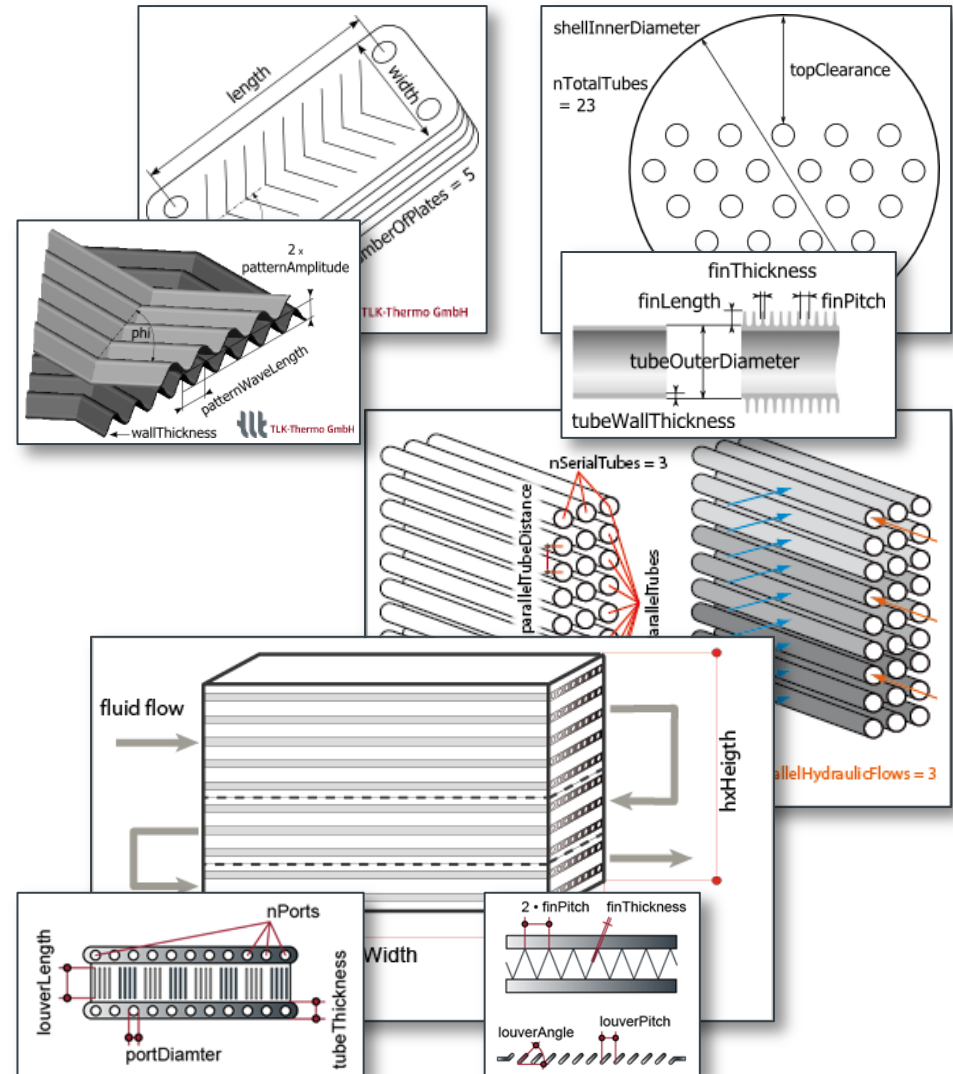 length
width
umberOfPlates = 5
TLK-Thermo GmbH
shellInnerDiameter
nTotalTubes
= 23
topClearance
2 x
patternAmplitude
phi
patternWaveLength
wallThickness
TLK-Thermo GmbH
finThickness
finLength
finPitch
tubeOuterDiameter
tubeWallThickness
nSerialTubes = 3
parallelTubeDistance
arallelTubes
allelHydraulicFlows = 3
fluid flow
hxHeigth
Width
nPorts
louverLength
tubeThickness
portDiamter
2 • finPitch
finThickness
louverAngle
louverPitch